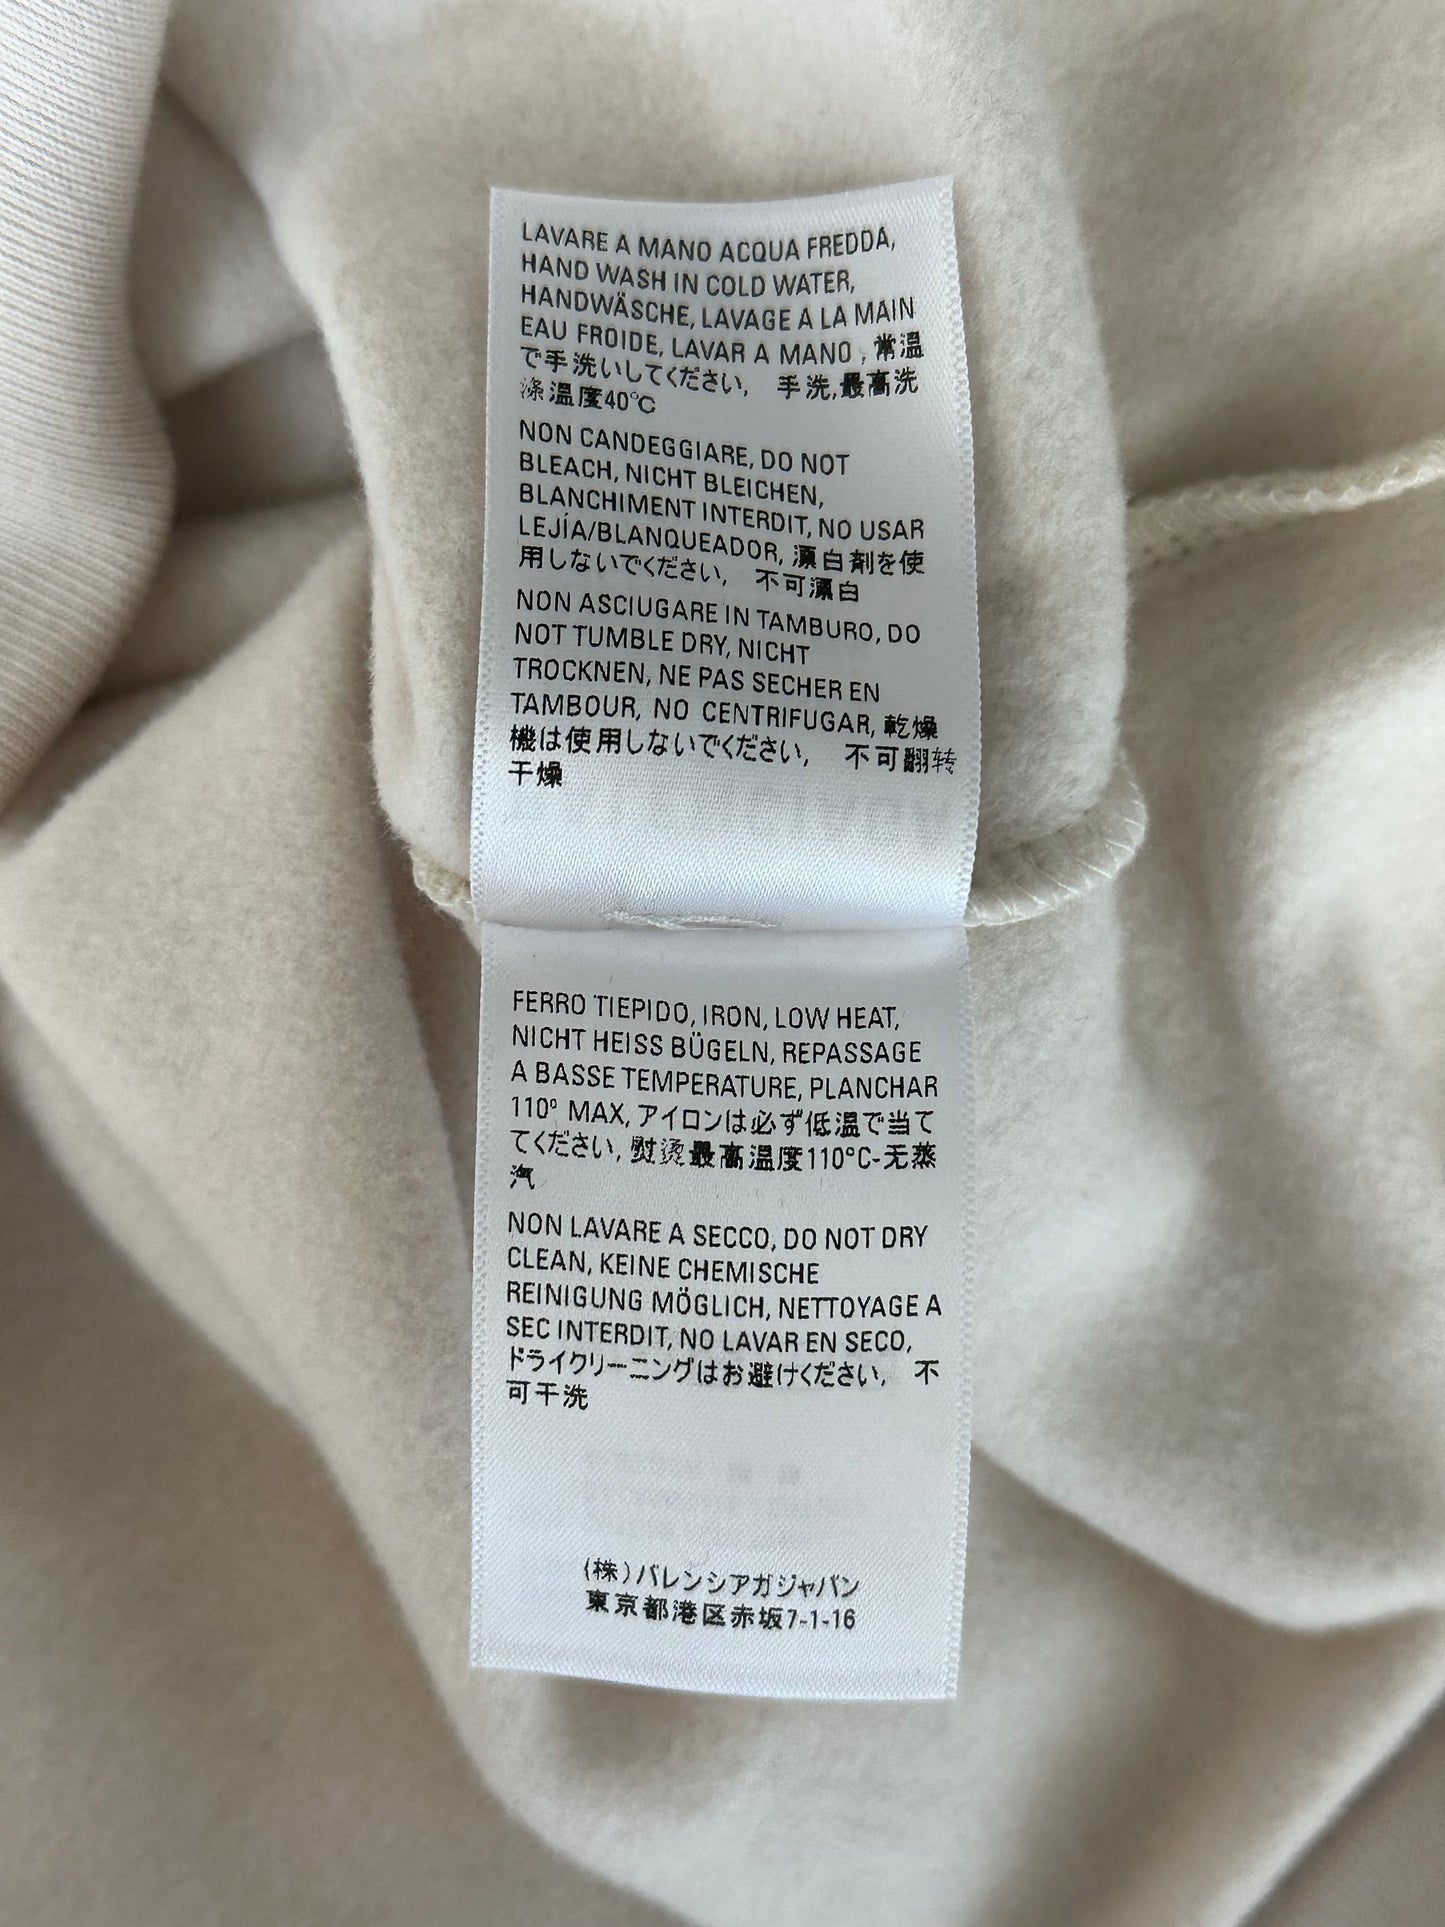 LAVARE A MANO ACQUA FREDDA,
HAND WASH IN COLD WATER,
HANDWÄSCHE, LAVAGE A LA MAIN
EAU FROIDE, LAVAR A MANO , 常温
で手洗いしてください, 手洗,最高洗
涤温度40°C
NON CANDEGGIARE, DO NOT
BLEACH, NICHT BLEICHEN,
BLANCHIMENT INTERDIT, NO USAR
LEJÍA/BLANQUEADOR, 漂白剤を使
用しないでください, 不可漂白
NON ASCIUGARE IN TAMBURO, DO
NOT TUMBLE DRY, NICHT
TROCKNEN, NE PAS SECHER EN
TAMBOUR, NO CENTRIFUGAR, 乾燥
機は使用しないでください, 不可翻转
干燥
FERRO TIEPIDO, IRON, LOW HEAT,
NICHT HEISS BÜGELN, REPASSAGE
A BASSE TEMPERATURE, PLANCHAR
110° MAX, アイロンは必ず低温で当て
てください, 熨烫最高温度110°C-无蒸
汽
NON LAVARE A SECCO, DO NOT DRY
CLEAN, KEINE CHEMISCHE
REINIGUNG MÖGLICH, NETTOYAGE A
SEC INTERDIT, NO LAVAR EN SECO,
ドライクリーニングはお避けください, 不
可干洗
(株)バレンシアガジャパン
東京都港区赤坂7-1-16